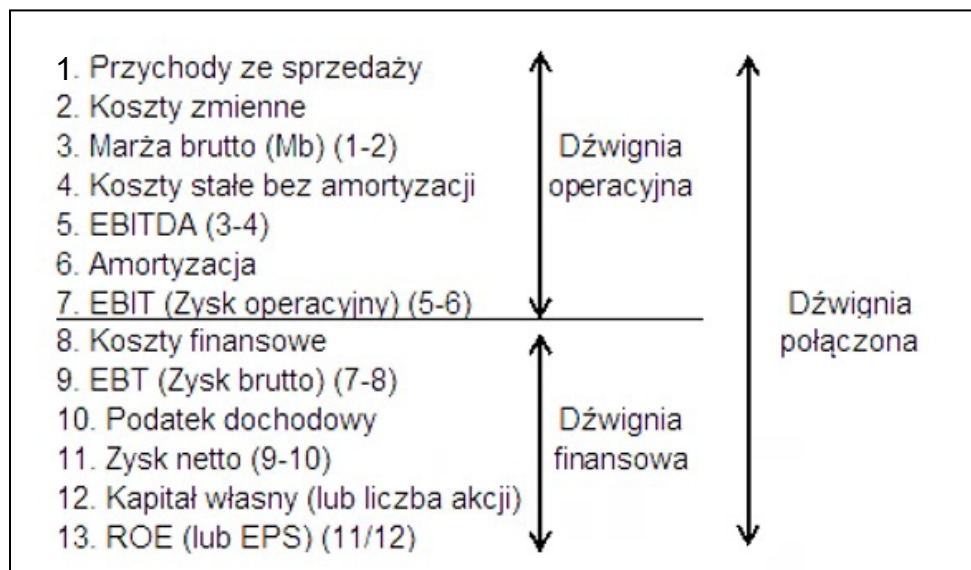 1. Przychody ze sprzedaży
2. Koszty zmienne
3. Marża brutto (Mb) (1-2)
4. Koszty stałe bez amortyzacji
5. EBITDA (3-4)
6. Amortyzacja
7. EBIT (Zysk operacyjny) (5-6)
8. Koszty finansowe
9. EBT (Zysk brutto) (7-8)
10. Podatek dochodowy
11. Zysk netto (9-10)
12. Kapitał własny (lub liczba akcji)
13. ROE (lub EPS) (11/12)
Dźwignia
operacyjna
Dźwignia
finansowa
Dźwignia
połączona